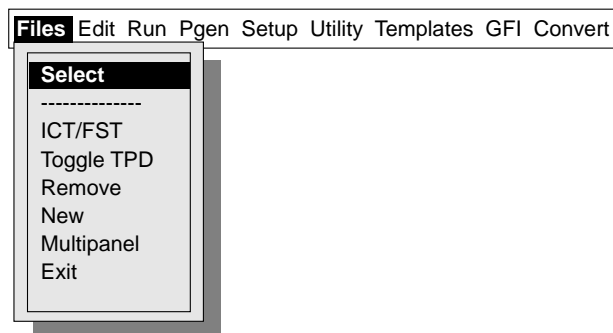 Files Edit Run Pgen Setup Utility Templates GFI Convert
Select
--------------
ICT/FST
Toggle TPD
Remove
New
Multipanel
Exit